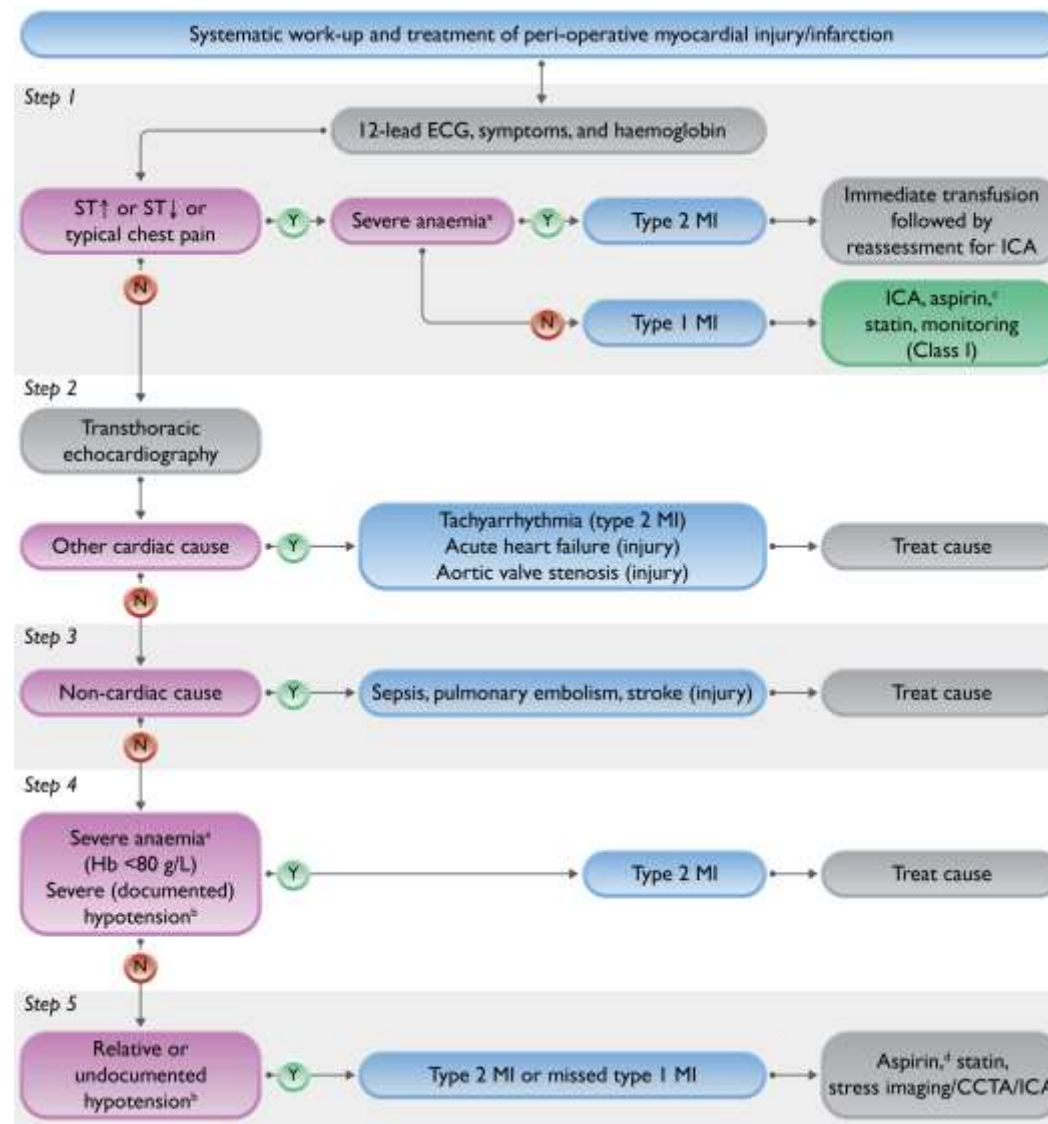 Systematic work-up and treatment of peri-operative myocardial injury/infarction
Step 1
12-lead ECG, symptoms, and haemoglobin
ST↑ or ST↓ or
typical chest pain
Y
Severe anaemiaᵃ
Y
Type 2 MI
Immediate transfusion
followed by
reassessment for ICA
N
N
Type 1 MI
ICA, aspirin,
statin, monitoring
(Class I)
Step 2
Transthoracic
echocardiography
Other cardiac cause
Y
Tachyarrhythmia (type 2 MI)
Acute heart failure (injury)
Aortic valve stenosis (injury)
Treat cause
N
Step 3
Non-cardiac cause
Y
Sepsis, pulmonary embolism, stroke (injury)
Treat cause
N
Step 4
Severe anaemiaᵃ
(Hb <80 g/L)
Severe (documented)
hypotensionᵇ
Y
Type 2 MI
Treat cause
N
Step 5
Relative or
undocumented
hypotensionᵇ
Y
Type 2 MI or missed type 1 MI
Aspirin,ᵈ statin,
stress imaging/CCTA/ICA